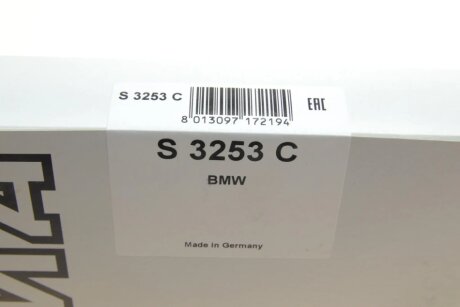 S 3253 C
8 013097 172194
EAC
S 3253 C
BMW
Made in Germany